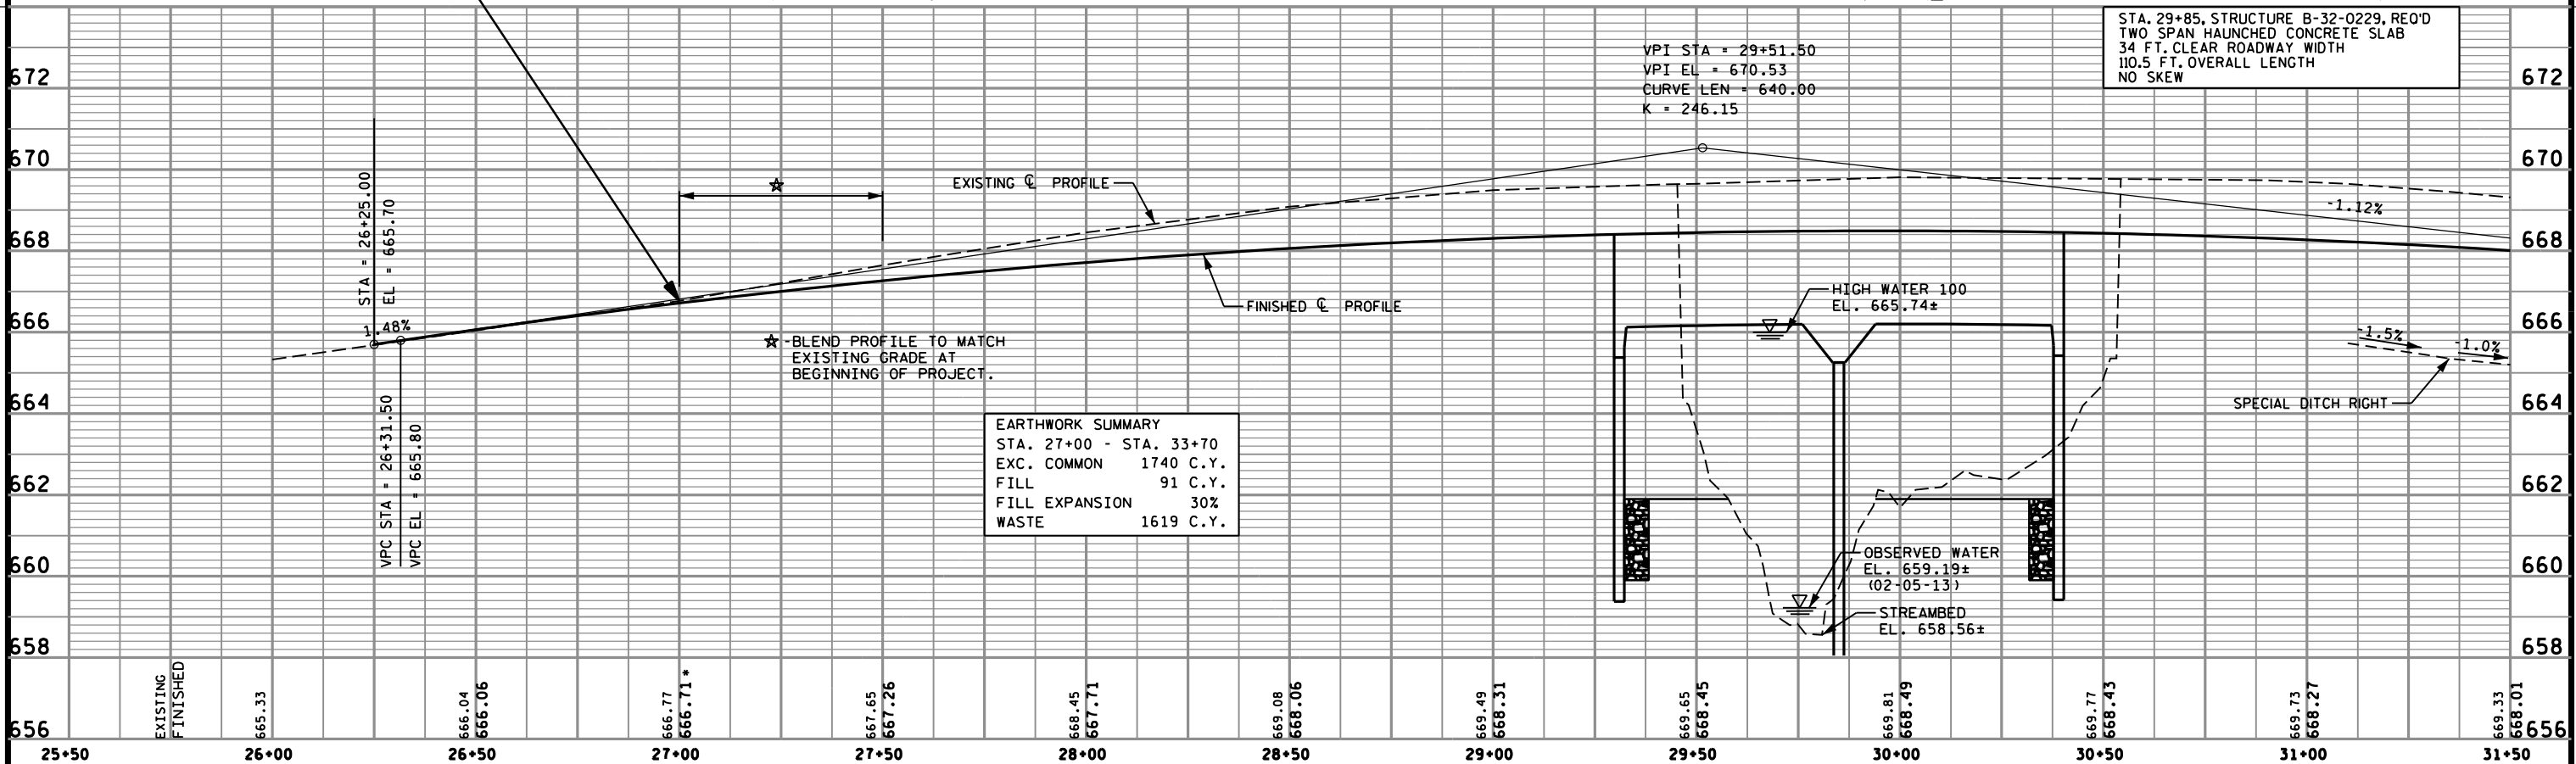 STA. 29+85, STRUCTURE B-32-0229, REQ'D
TWO SPAN HAUNCHED CONCRETE SLAB
34 FT. CLEAR ROADWAY WIDTH
110.5 FT. OVERALL LENGTH
NO SKEW
VPI STA = 29+51.50
VPI EL = 670.53
CURVE LEN = 640.00
K = 246.15
672
672
670
670
668
668
666
666
664
664
662
662
660
660
658
658
656
656
STA = 26+25.00
EL = 665.70
1.48%
VPC STA = 26+31.50
VPC EL = 665.80
EXISTING ℄ PROFILE
FINISHED ℄ PROFILE
☆
☆-BLEND PROFILE TO MATCH
EXISTING GRADE AT
BEGINNING OF PROJECT.
EARTHWORK SUMMARY
STA. 27+00 - STA. 33+70
EXC. COMMON 1740 C.Y.
FILL 91 C.Y.
FILL EXPANSION 30%
WASTE 1619 C.Y.
HIGH WATER 100
EL. 665.74±
OBSERVED WATER
EL. 659.19±
(02-05-13)
STREAMBED
EL. 658.56±
-1.12%
-1.5%
-1.0%
SPECIAL DITCH RIGHT
EXISTING
FINISHED
665.33
666.04
666.06
666.77
666.71*
667.65
667.26
668.45
667.71
669.08
668.06
669.49
668.31
669.65
668.45
669.81
668.49
669.77
668.43
669.73
668.27
669.33
668.01
25+50 26+00 26+50 27+00 27+50 28+00 28+50 29+00 29+50 30+00 30+50 31+00 31+50